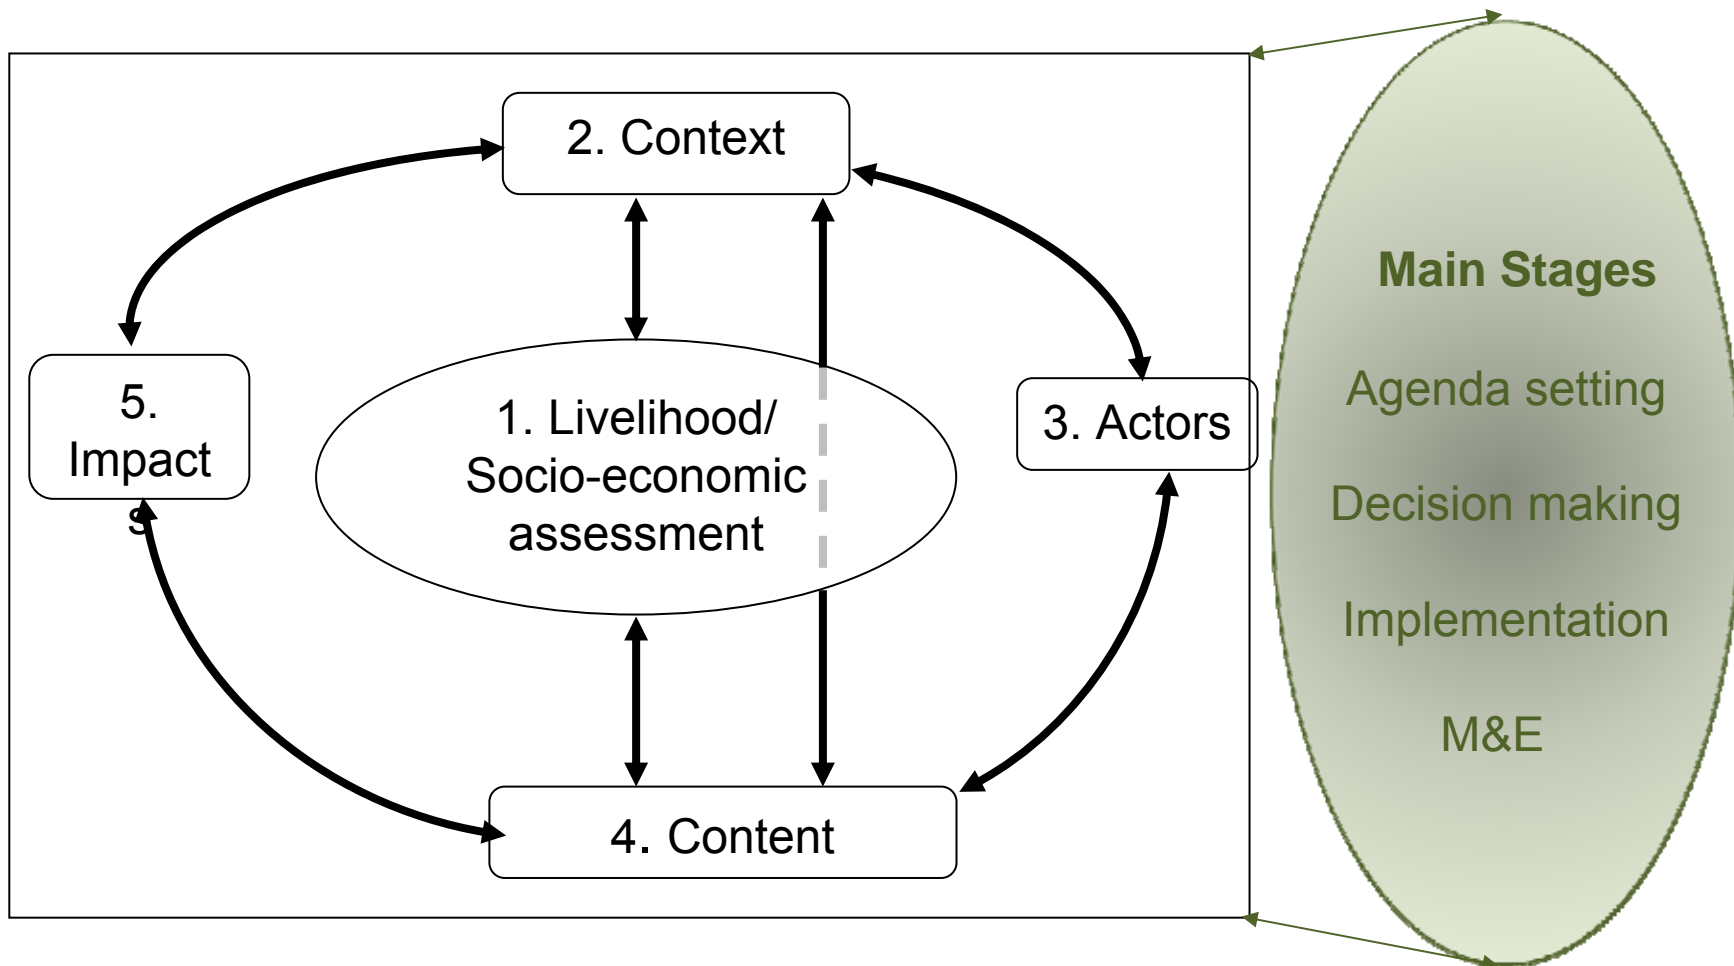 2. Context
5.
Impact
s
1. Livelihood/
Socio-economic
assessment
3. Actors
4. Content
Main Stages
Agenda setting
Decision making
Implementation
M&E